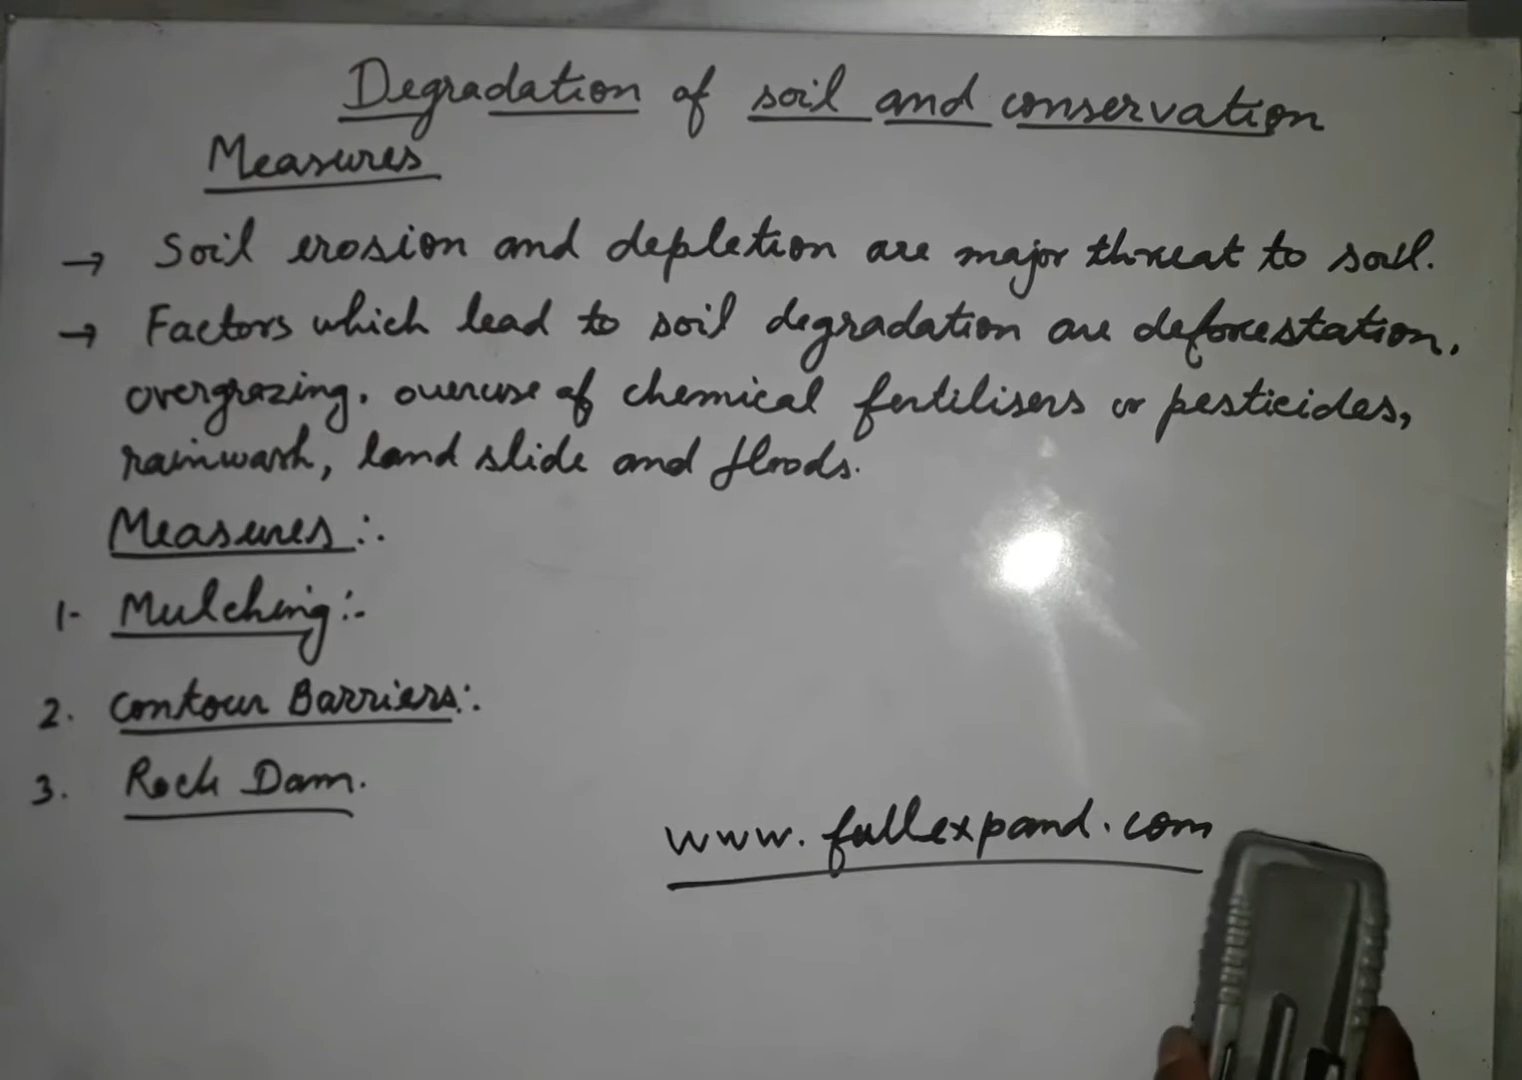 Degradation of soil and conservation
Measures
→ Soil erosion and depletion are major threat to soil.
→ Factors which lead to soil degradation are deforestation,
overgrazing, overuse of chemical fertilisers or pesticides,
rainwash, land slide and floods.
Measures :-
1- Mulching :-
2. Contour Barriers :-
3. Rock Dam.
www.fullexpand.com